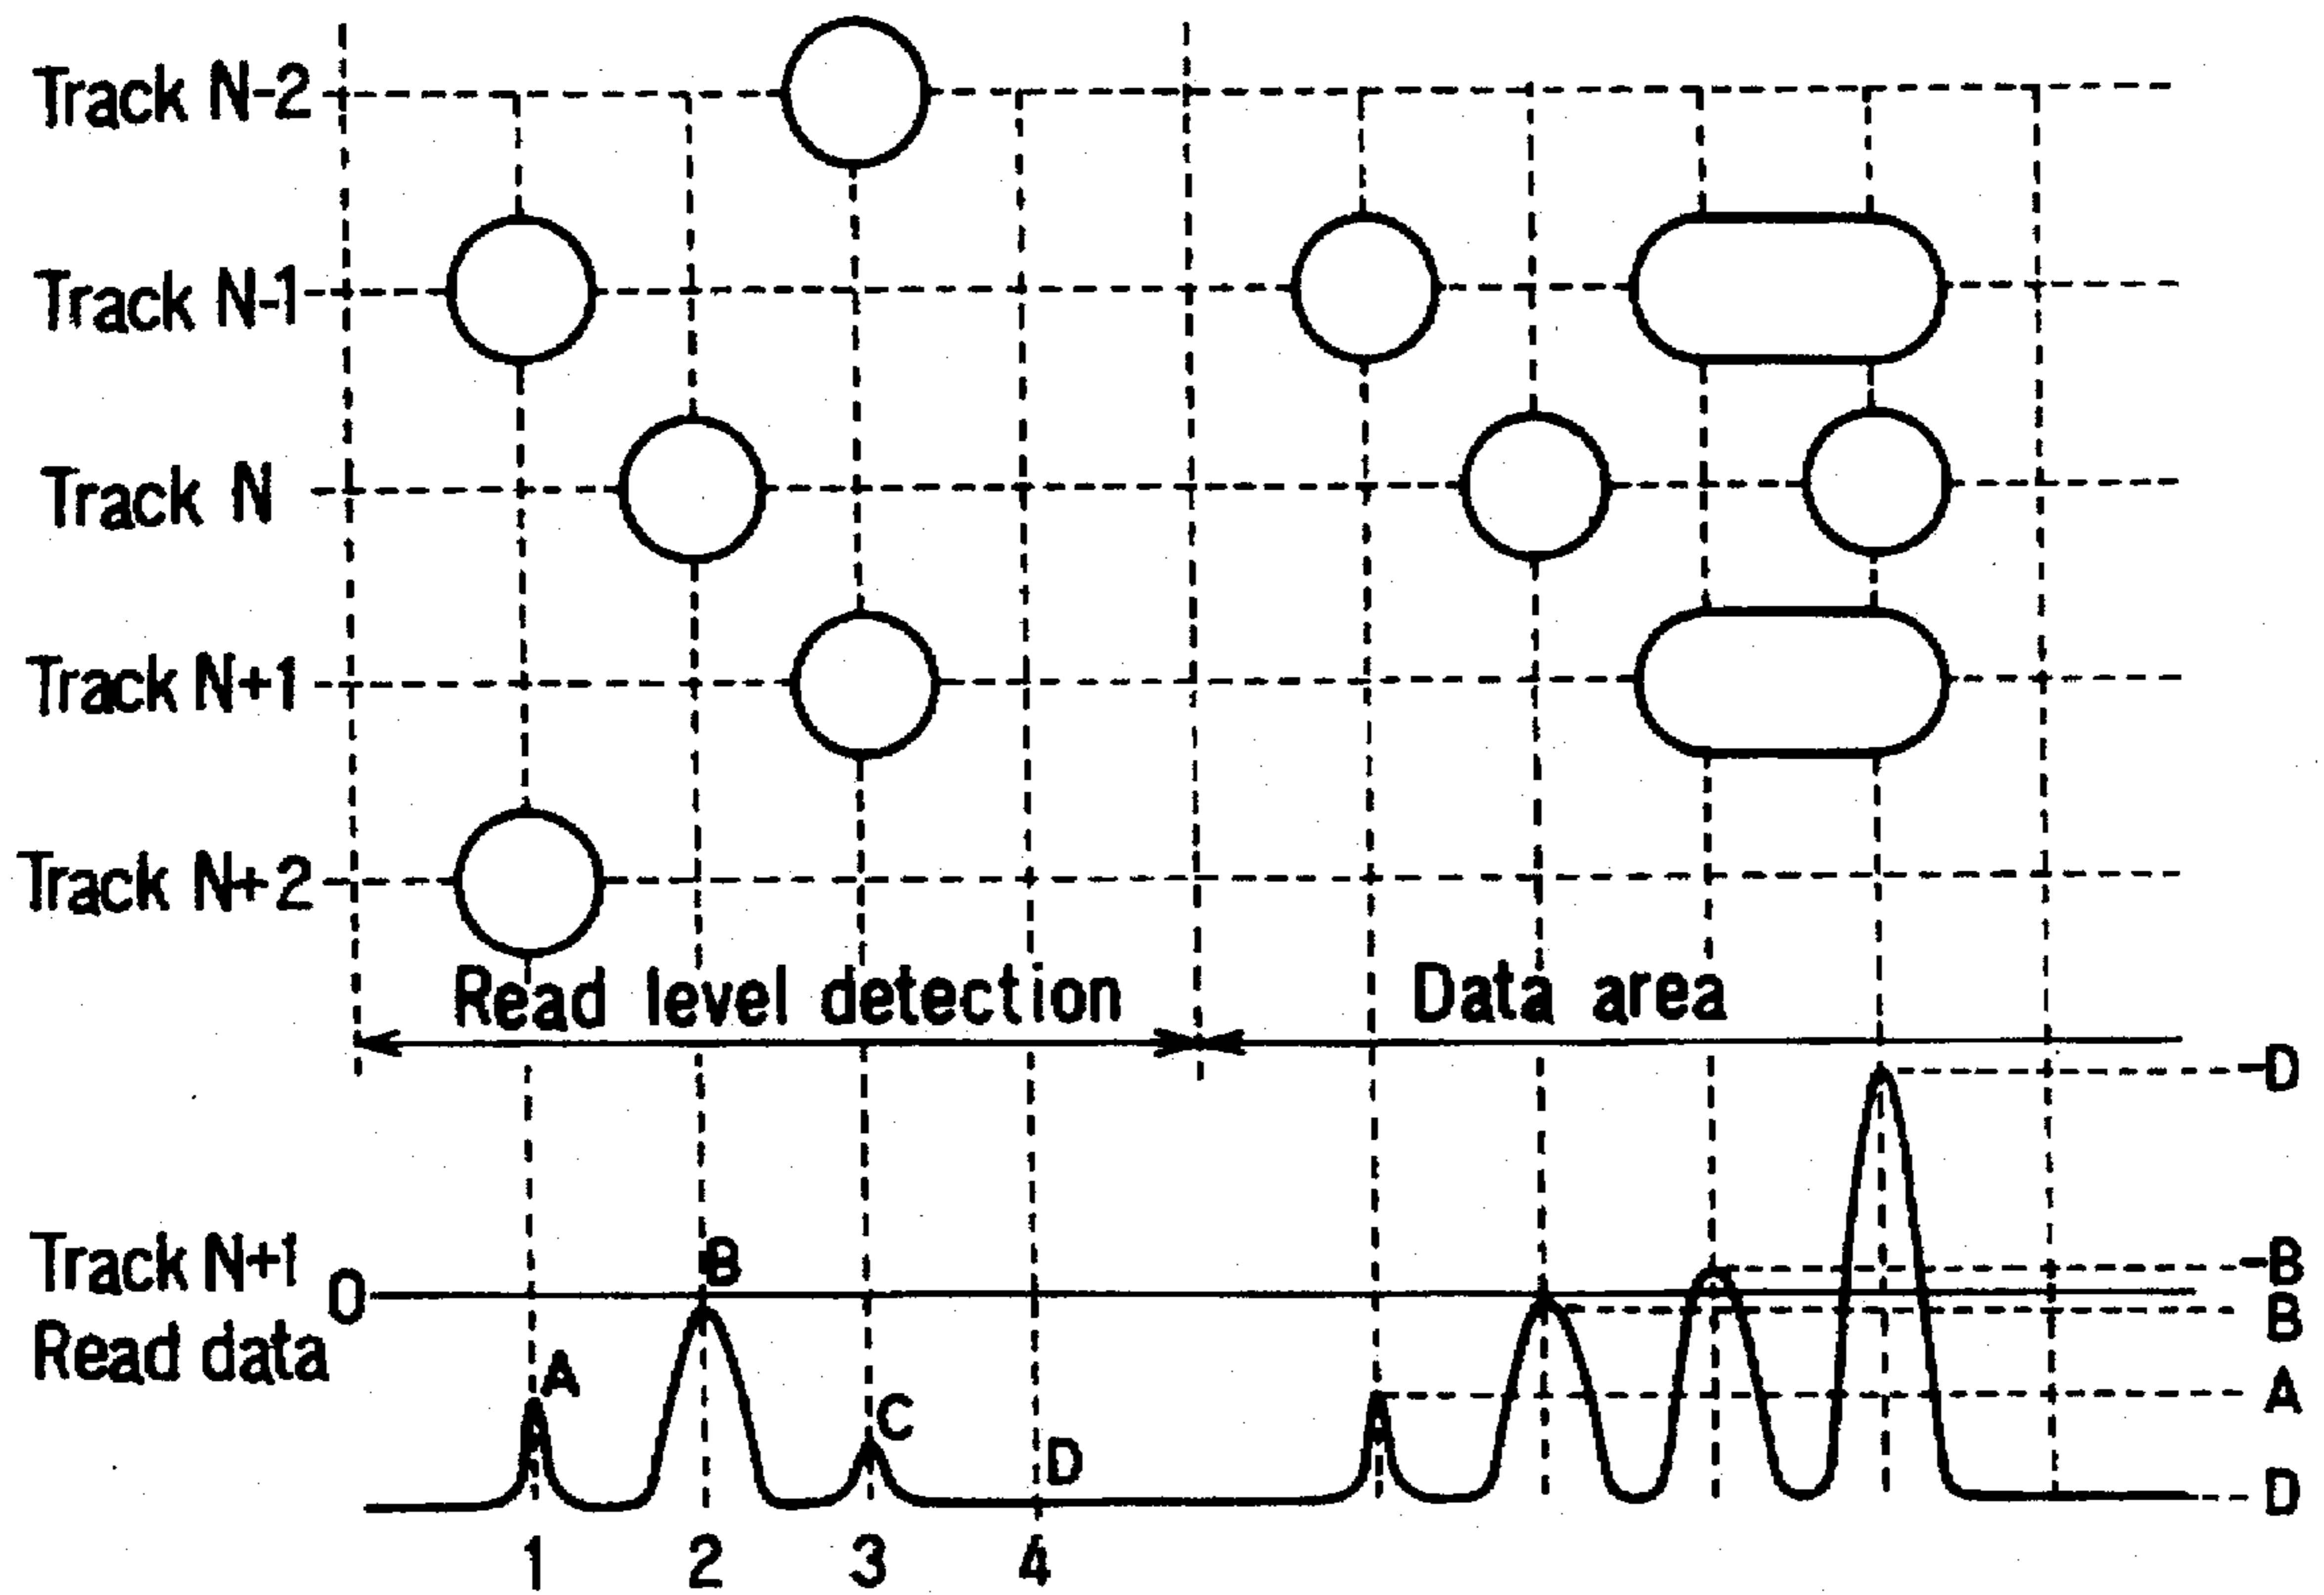 Track N-2
Track N-1
Track N
Track N+1
Track N+2
Read level detection
Data area
-D
Track N+1
Read data
0
B
-B
B
A
A
C
D
D
1
2
3
4